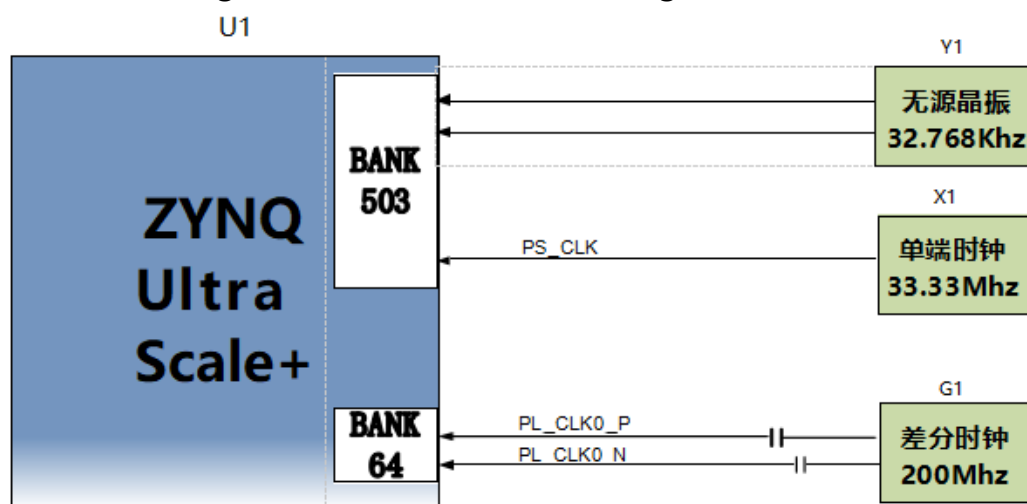 U1
ZYNQ
Ultra
Scale+
BANK
503
BANK
64
PS_CLK
PL_CLK0_P
PL_CLK0_N
Y1
无源晶振
32.768Khz
X1
单端时钟
33.33Mhz
G1
差分时钟
200Mhz